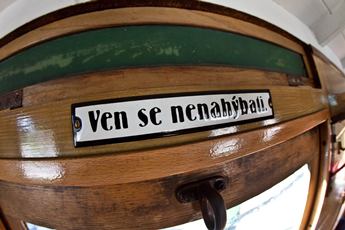 Ven se nenahýbati.